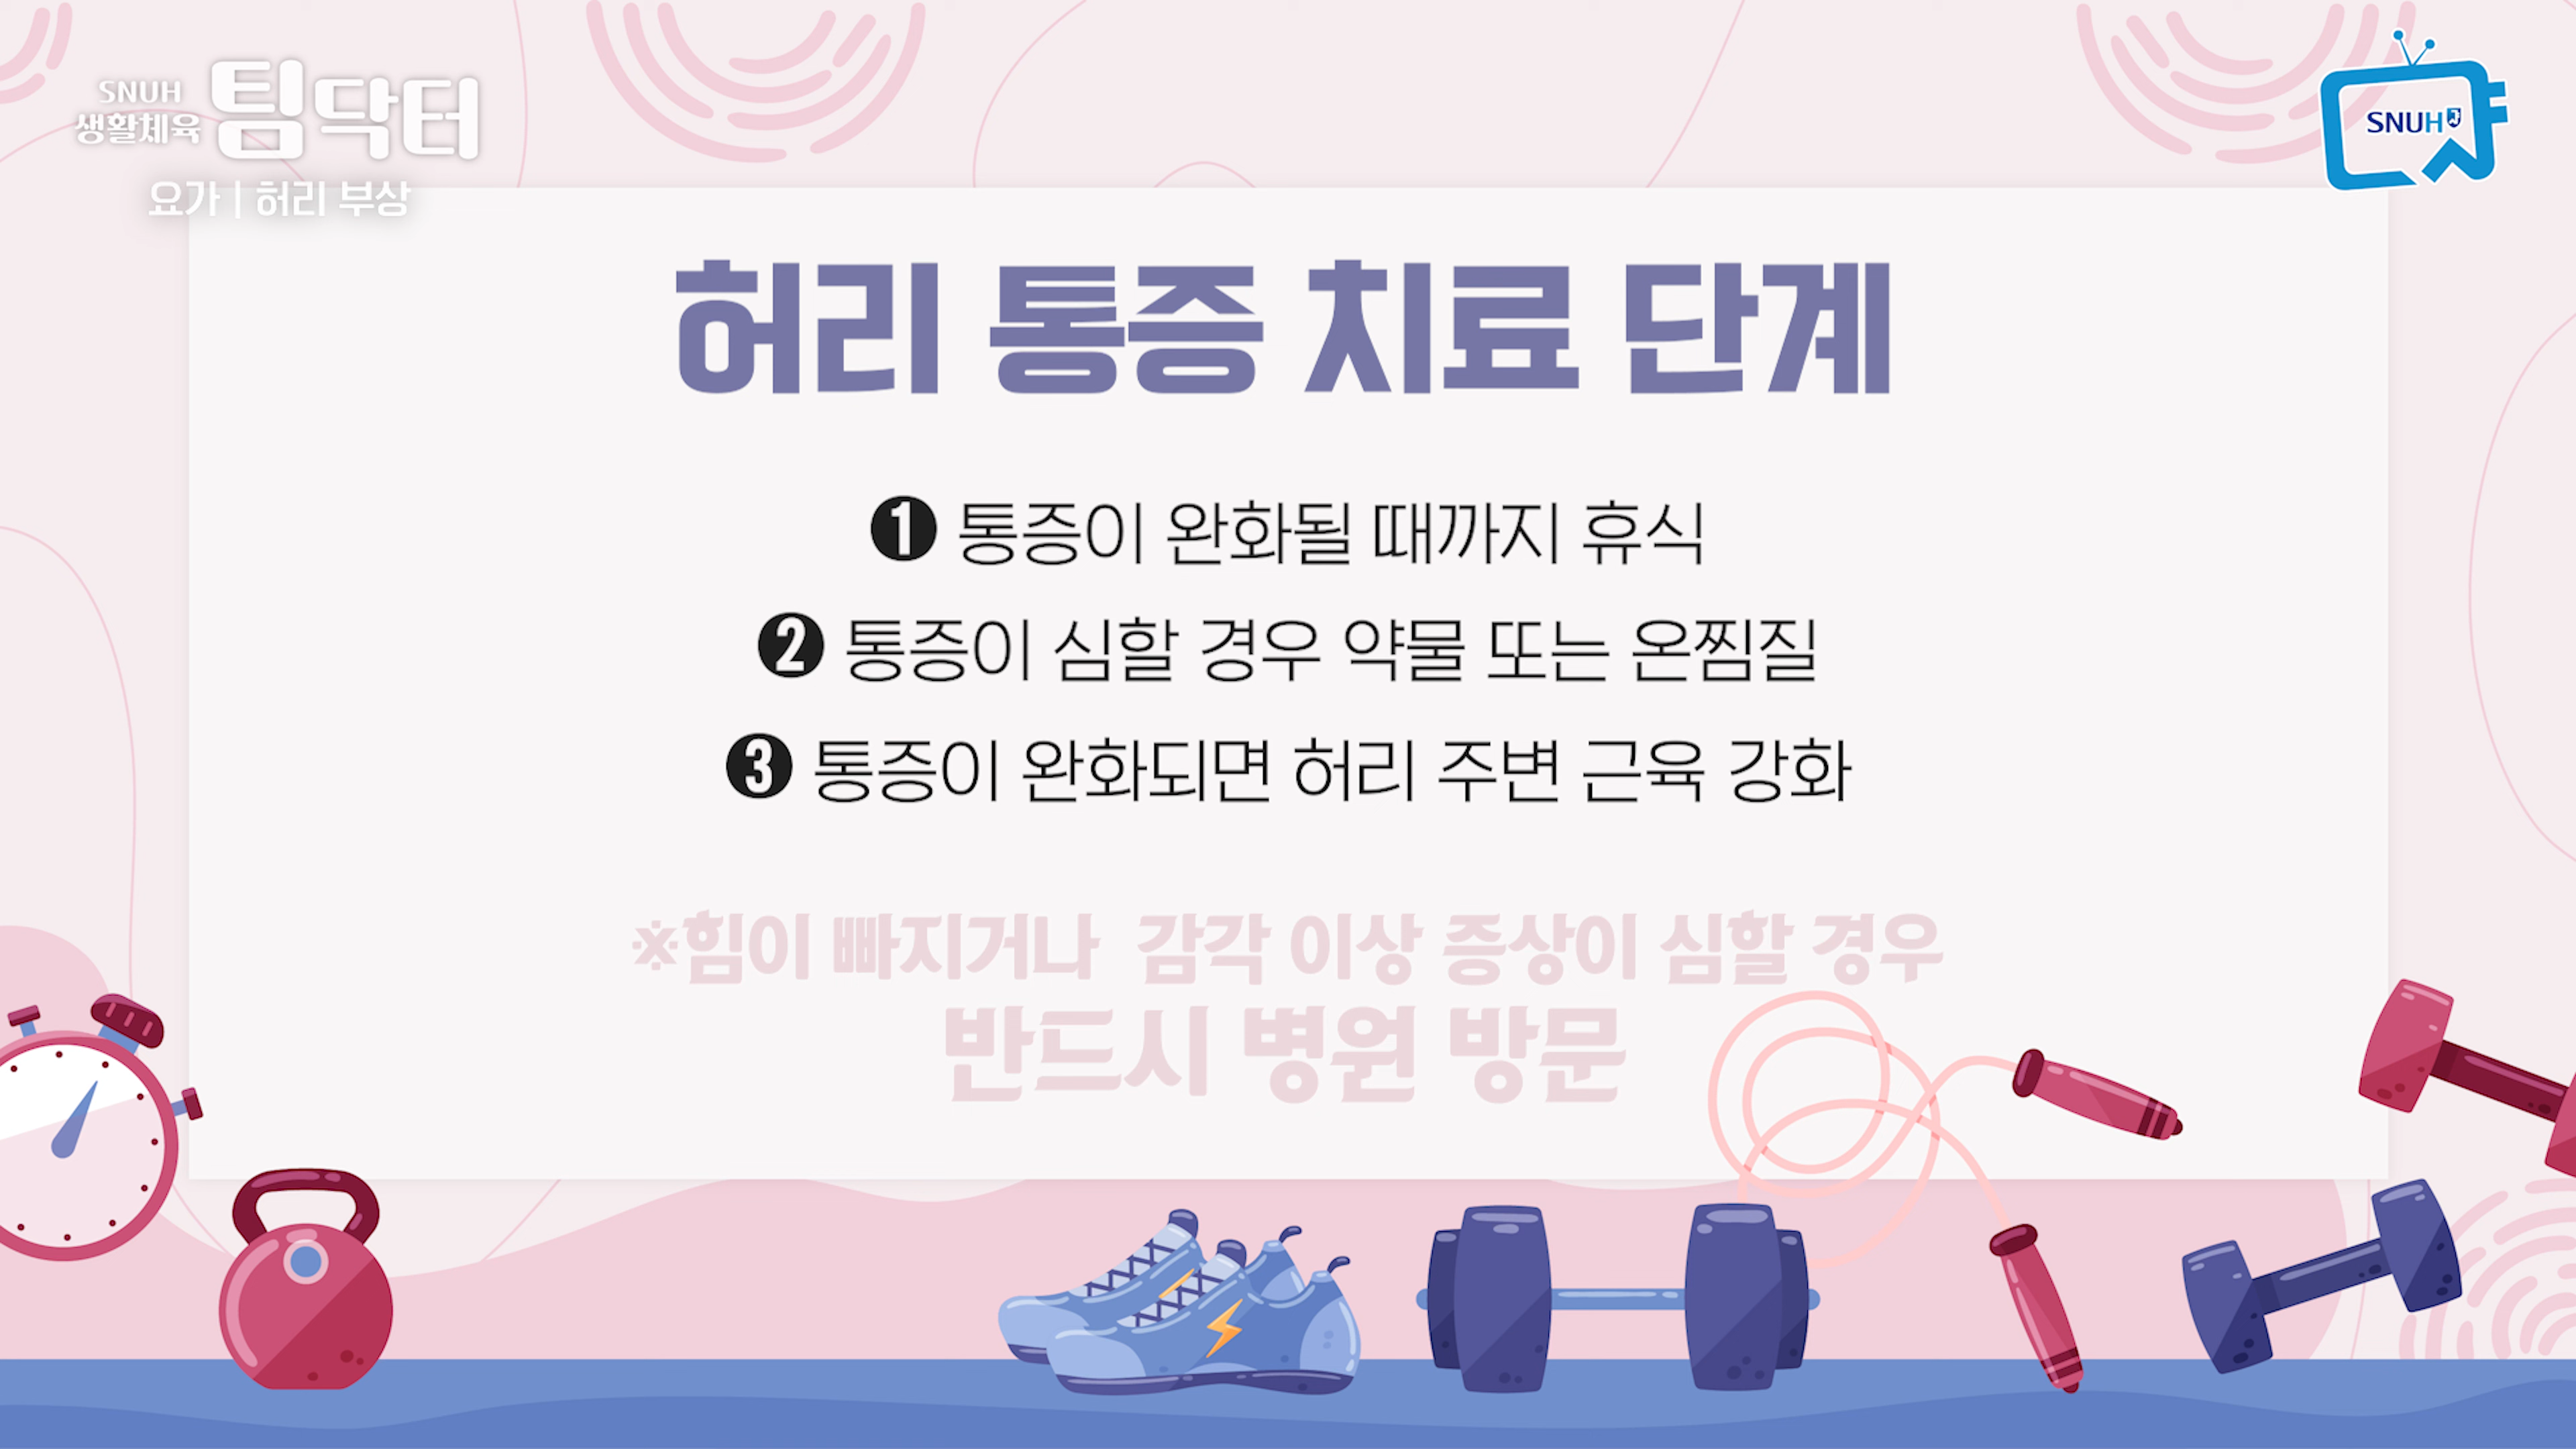 SNUH
생활체육 팀닥터
요가 | 허리 부상
SNUH
허리 통증 치료 단계
❶ 통증이 완화될 때까지 휴식
❷ 통증이 심할 경우 약물 또는 온찜질
❸ 통증이 완화되면 허리 주변 근육 강화
※힘이 빠지거나 감각 이상 증상이 심할 경우
반드시 병원 방문